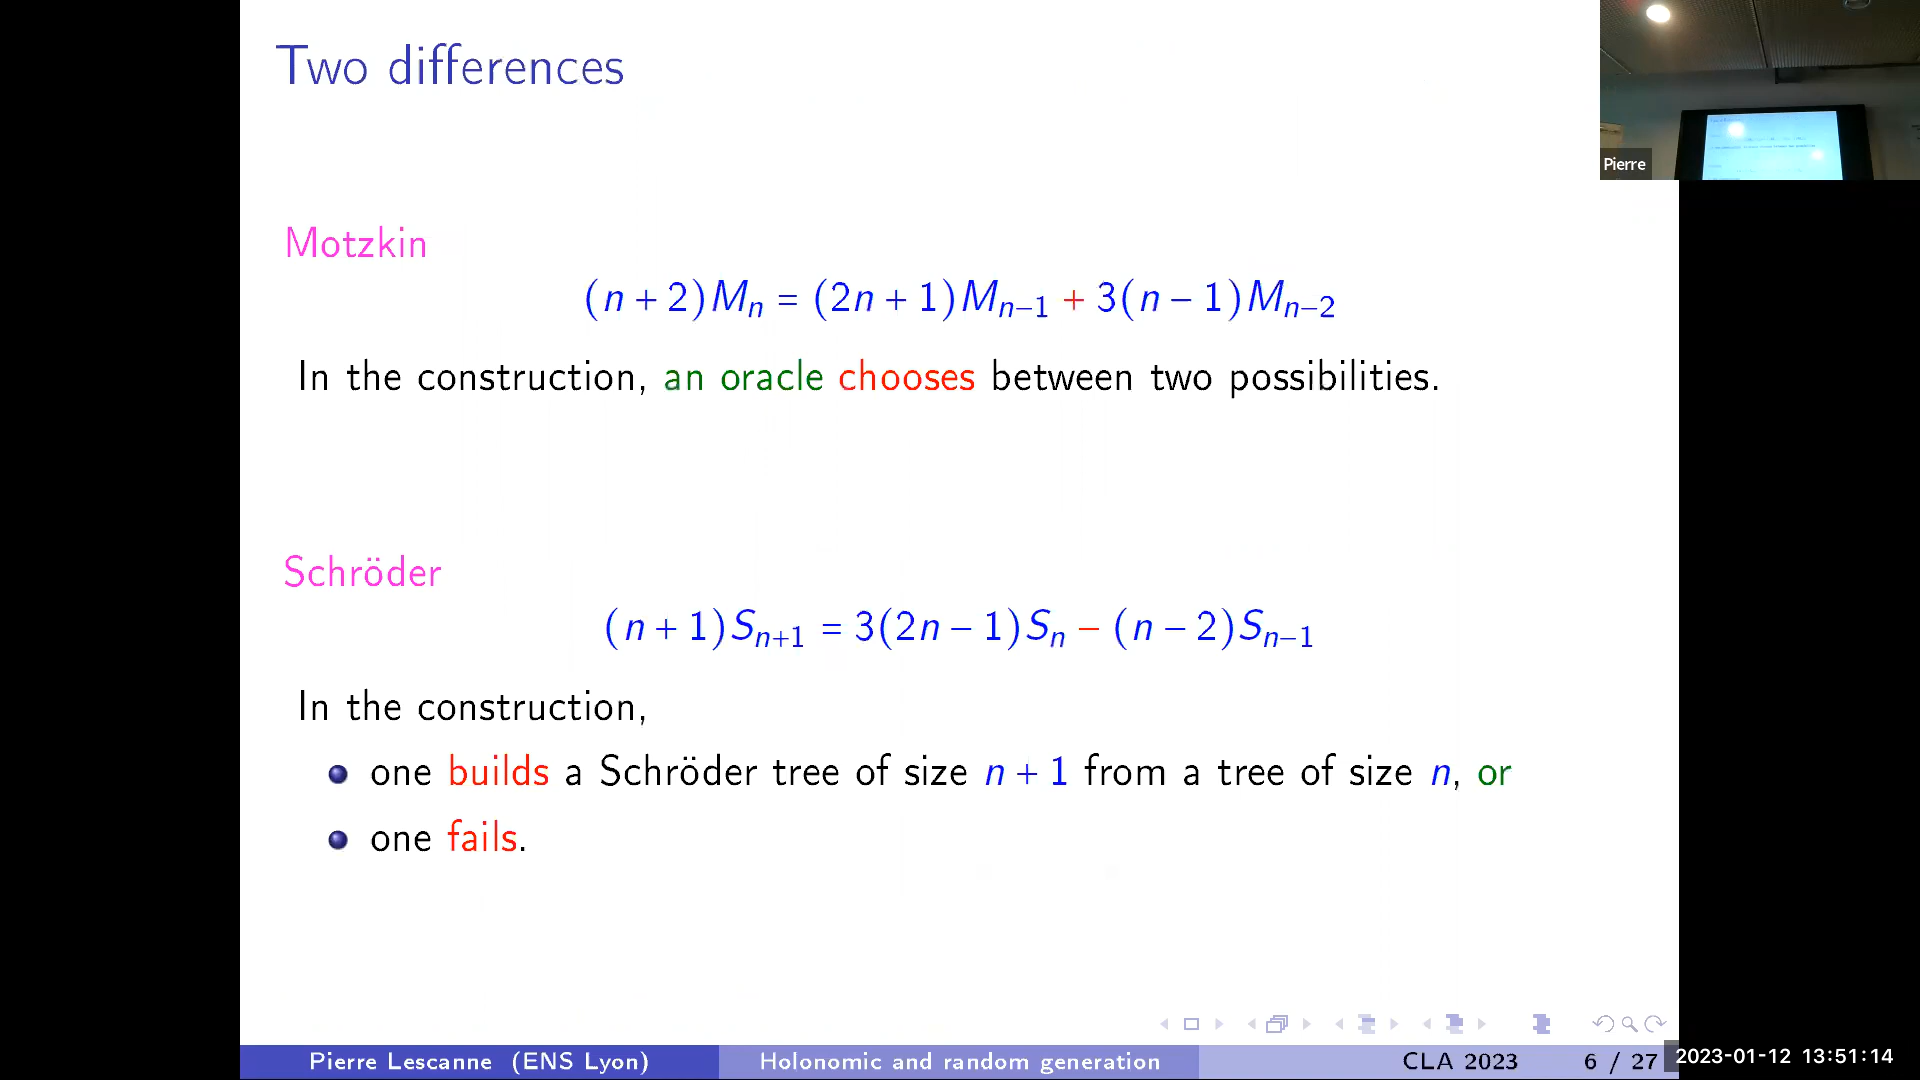 Two differences
Pierre
Motzkin
(n + 2)Mₙ = (2n + 1)Mₙ₋₁ + 3(n − 1)Mₙ₋₂
In the construction, an oracle chooses between two possibilities.
Schröder
(n + 1)Sₙ₊₁ = 3(2n − 1)Sₙ − (n − 2)Sₙ₋₁
In the construction,
one builds a Schröder tree of size n + 1 from a tree of size n, or
one fails.
Pierre Lescanne (ENS Lyon) Holonomic and random generation CLA 2023 6 / 27
2023-01-12 13:51:14